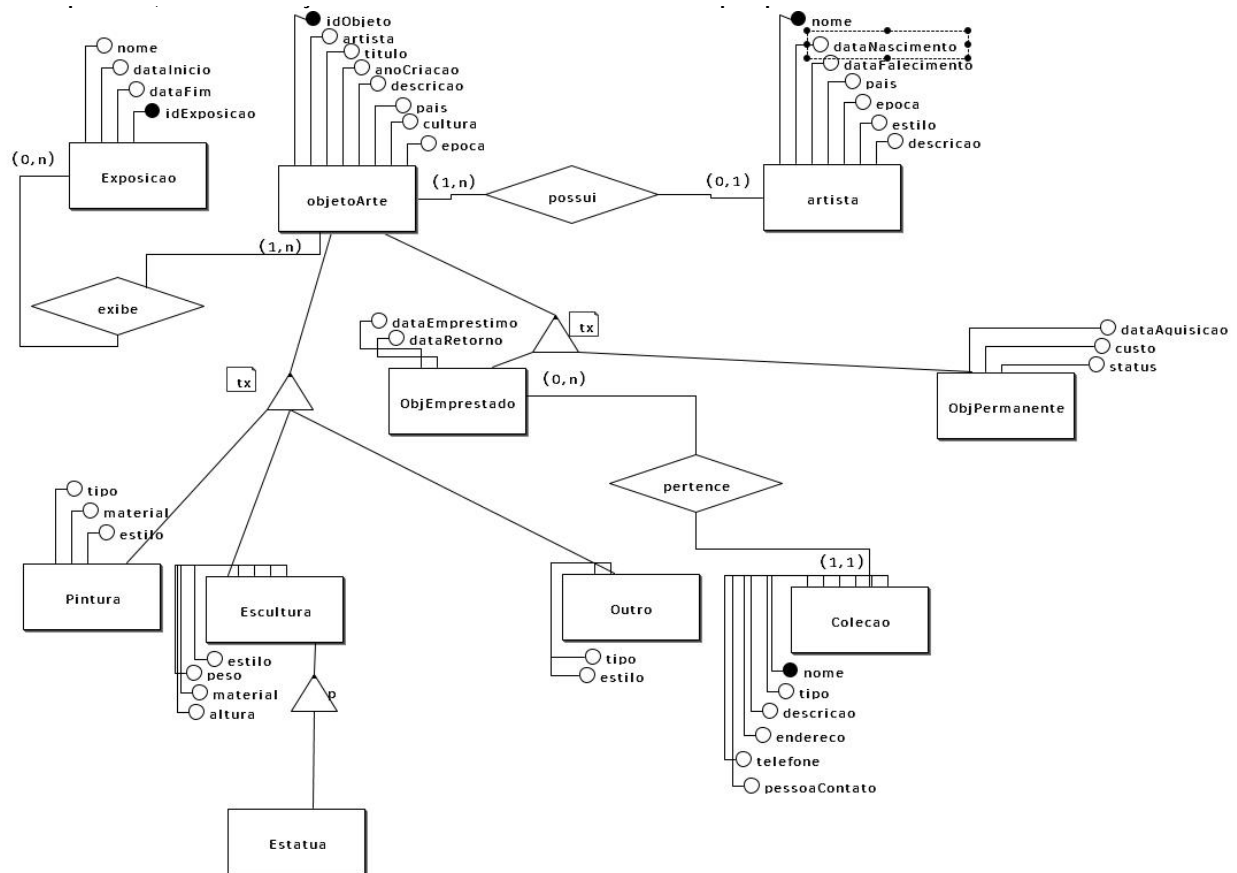 idObjeto
artista
titulo
anoCriacao
descricao
pais
cultura
epoca
nome
dataInicio
dataFim
idExposicao
nome
dataNascimento
dataFalecimento
pais
epoca
estilo
descricao
(0,n)
Exposicao
objetoArte
(1,n)
possui
(0,1)
artista
(1,n)
exibe
dataEmprestimo
dataRetorno
tx
dataAquisicao
custo
status
tx
(0,n)
ObjEmprestado
ObjPermanente
pertence
tipo
material
estilo
(1,1)
Pintura
Escultura
Outro
Colecao
estilo
peso
material
altura
p
tipo
estilo
nome
tipo
descricao
endereco
telefone
pessoaContato
Estatua